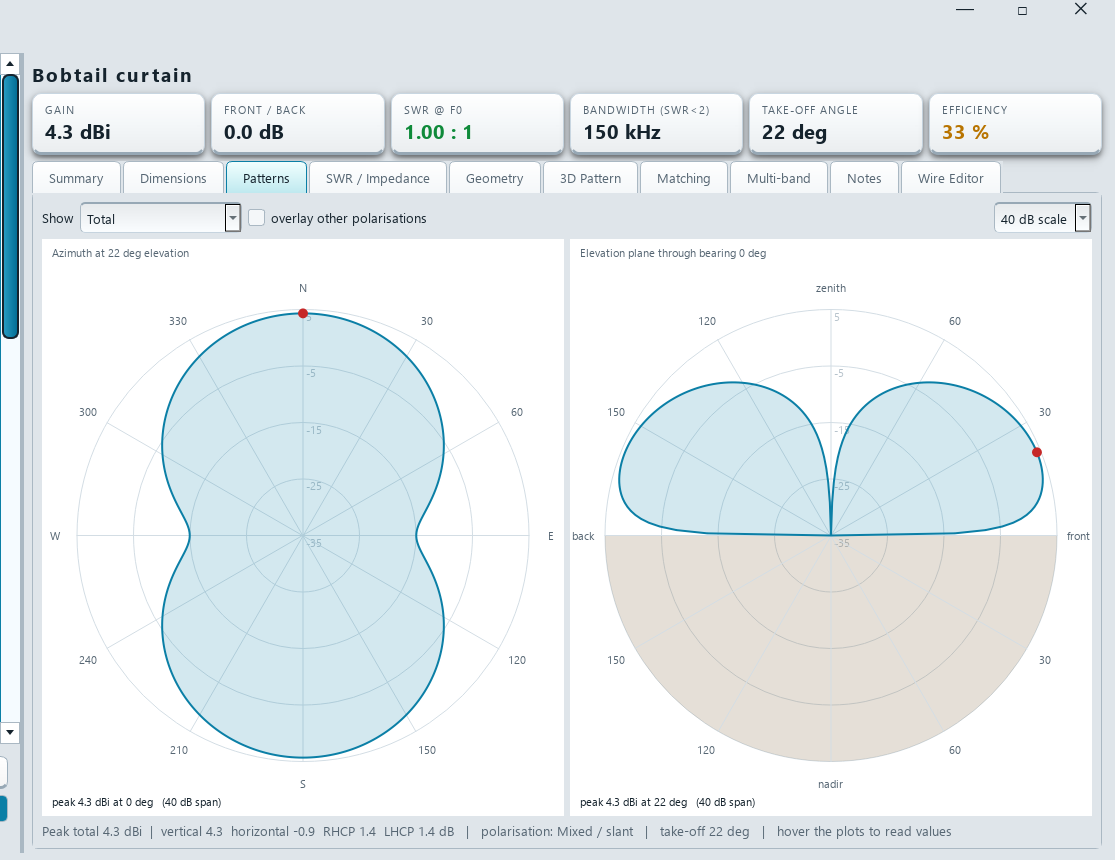 Bobtail curtain
GAIN
4.3 dBi
FRONT / BACK
0.0 dB
SWR @ F0
1.00 : 1
BANDWIDTH (SWR<2)
150 kHz
TAKE-OFF ANGLE
22 deg
EFFICIENCY
33 %
Summary
Dimensions
Patterns
SWR / Impedance
Geometry
3D Pattern
Matching
Multi-band
Notes
Wire Editor
Show
Total
overlay other polarisations
40 dB scale
Azimuth at 22 deg elevation
N
330
30
5
-5
300
60
-15
-25
W
E
-35
240
120
210
150
S
peak 4.3 dBi at 0 deg (40 dB span)
Elevation plane through bearing 0 deg
zenith
120
60
5
-5
150
30
-15
-25
back
front
-35
150
30
120
60
nadir
peak 4.3 dBi at 22 deg (40 dB span)
Peak total 4.3 dBi | vertical 4.3 horizontal -0.9 RHCP 1.4 LHCP 1.4 dB | polarisation: Mixed / slant | take-off 22 deg | hover the plots to read values